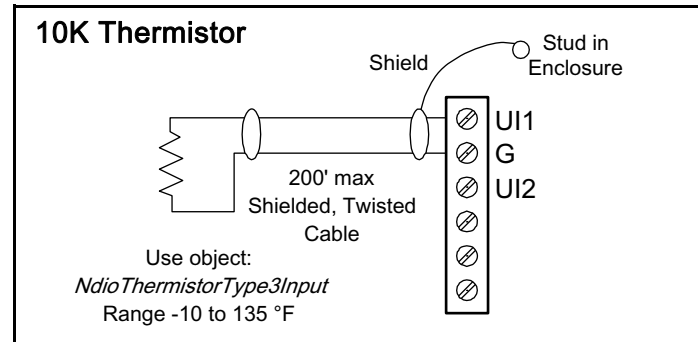 10K Thermistor
Shield
Stud in
Enclosure
UI1
G
UI2
200' max
Shielded, Twisted
Cable
Use object:
NdioThermistorType3Input
Range -10 to 135 °F